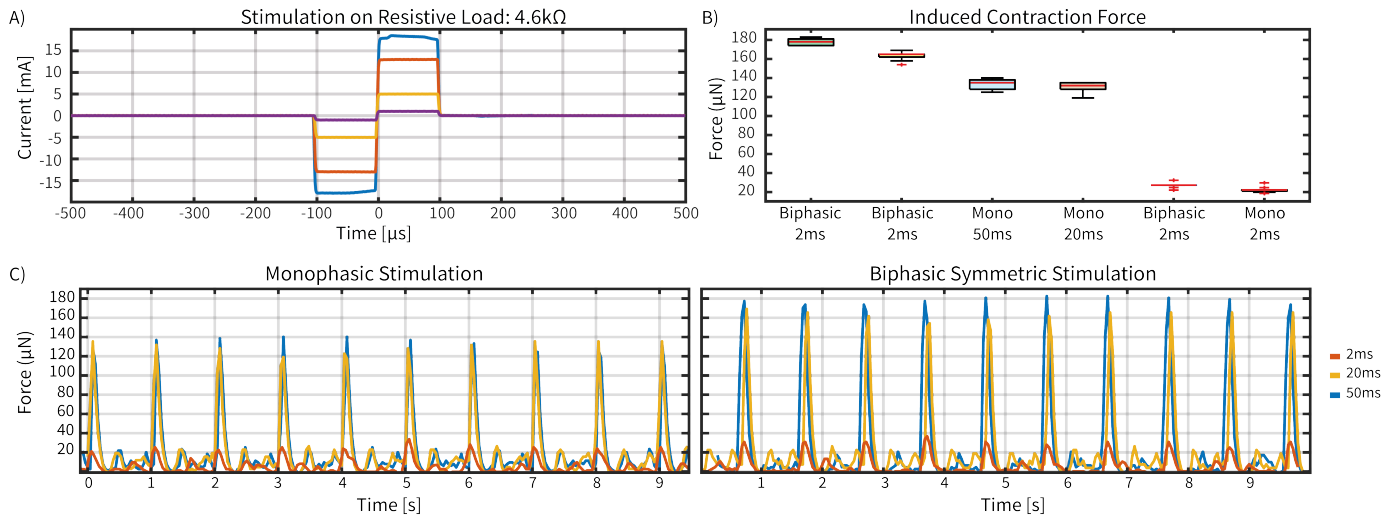 A)
Stimulation on Resistive Load: 4.6kΩ
Current [mA]
15
10
5
0
-5
-10
-15
-500 -400 -300 -200 -100 0 100 200 300 400 500
Time [µs]
B)
Induced Contraction Force
Force (µN)
180
160
140
120
100
80
60
40
20
Biphasic Biphasic Mono Mono Biphasic Mono
2ms 2ms 50ms 20ms 2ms 2ms
C)
Monophasic Stimulation
Force (µN)
180
160
140
120
100
80
60
40
20
0 1 2 3 4 5 6 7 8 9
Time [s]
Biphasic Symmetric Stimulation
1 2 3 4 5 6 7 8 9
Time [s]
2ms
20ms
50ms